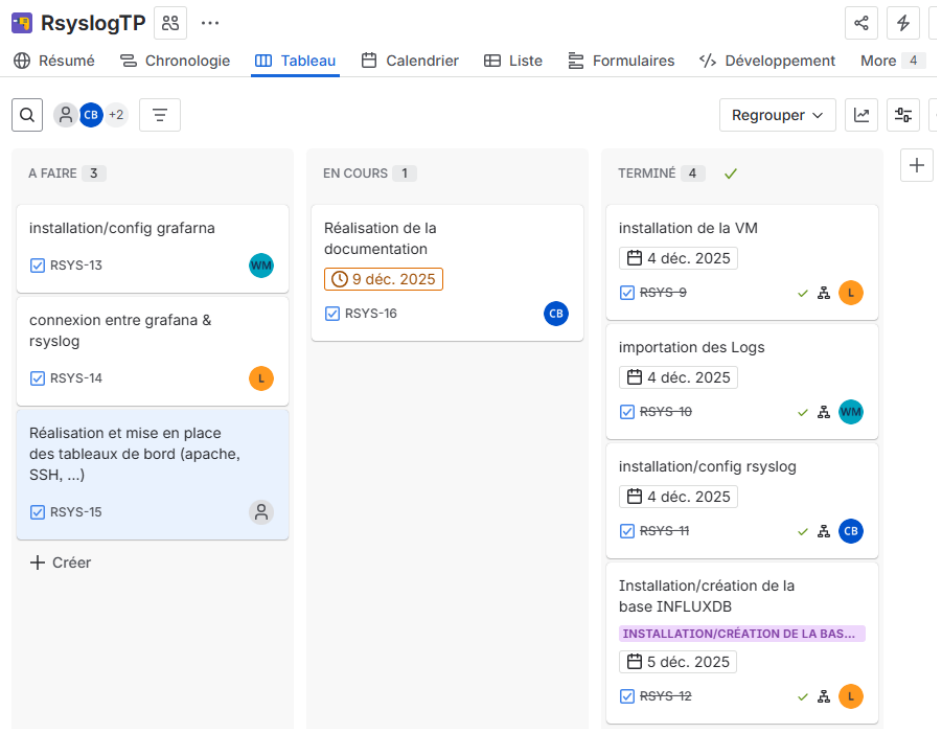 RsyslogTP
Résumé Chronologie Tableau Calendrier Liste Formulaires Développement More 4
CB +2 Regrouper
A FAIRE 3
installation/config grafarna
RSYS-13 WM
connexion entre grafana &
rsyslog
RSYS-14 L
Réalisation et mise en place
des tableaux de bord (apache,
SSH, ...)
RSYS-15
Créer
EN COURS 1
Réalisation de la
documentation
9 déc. 2025
RSYS-16 CB
TERMINÉ 4
installation de la VM
4 déc. 2025
RSYS-9 L
importation des Logs
4 déc. 2025
RSYS-10 WM
installation/config rsyslog
4 déc. 2025
RSYS-11 CB
Installation/création de la
base INFLUXDB
INSTALLATION/CRÉATION DE LA BAS...
5 déc. 2025
RSYS-12 L